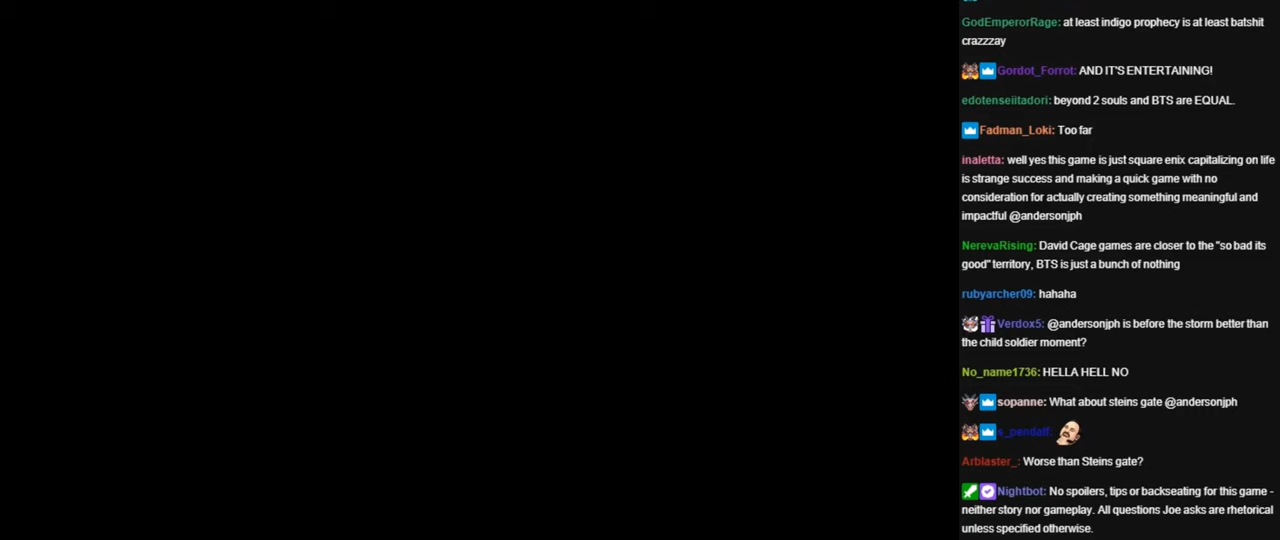 GodEmperorRage: at least indigo prophecy is at least batshit
crazzzay
Gordot_Forrot: AND IT'S ENTERTAINING!
edotenseiitadori: beyond 2 souls and BTS are EQUAL.
Fadman_Loki: Too far
inaletta: well yes this game is just square enix capitalizing on life
is strange success and making a quick game with no
consideration for actually creating something meaningful and
impactful @andersonjph
NerevaRising: David Cage games are closer to the "so bad its
good" territory, BTS is just a bunch of nothing
rubyarcher09: hahaha
Verdox5: @andersonjph is before the storm better than
the child soldier moment?
No_name1736: HELLA HELL NO
sopanne: What about steins gate @andersonjph
s_pendalf:
Arblaster_: Worse than Steins gate?
Nightbot: No spoilers, tips or backseating for this game -
neither story nor gameplay. All questions Joe asks are rhetorical
unless specified otherwise.